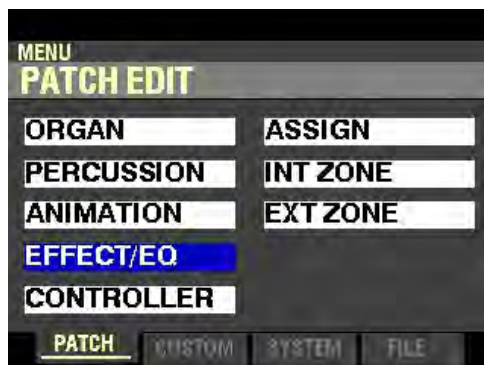 MENU
PATCH EDIT
ORGAN
PERCUSSION
ANIMATION
EFFECT/EQ
CONTROLLER
ASSIGN
INT ZONE
EXT ZONE
PATCH CUSTOM SYSTEM FILE